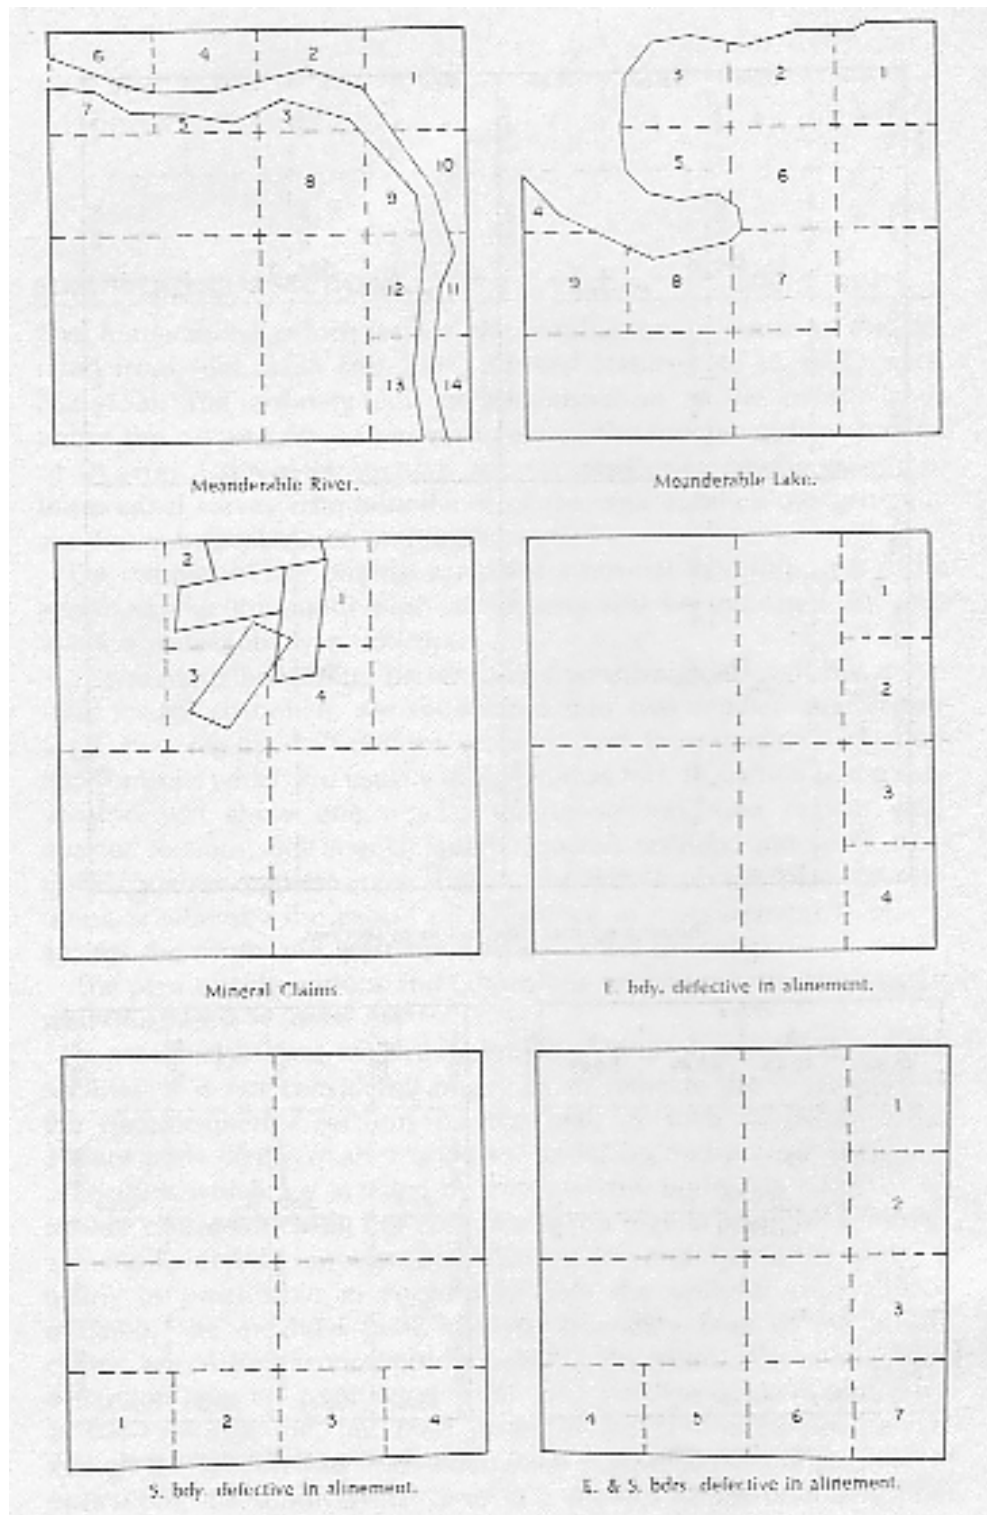 6 4 2 1
7 5 3
8 9 10
12 11
13 14
Meanderable River.
3 2 1
5 6
4
9 8 7
Meanderable Lake.
2
1
3 4
Mineral Claims.
1
2
3
4
E. bdy. defective in alinement.
1 2 3 4
S. bdy. defective in alinement.
1
2
3
4 5 6 7
E. & S. bdrs. defective in alinement.